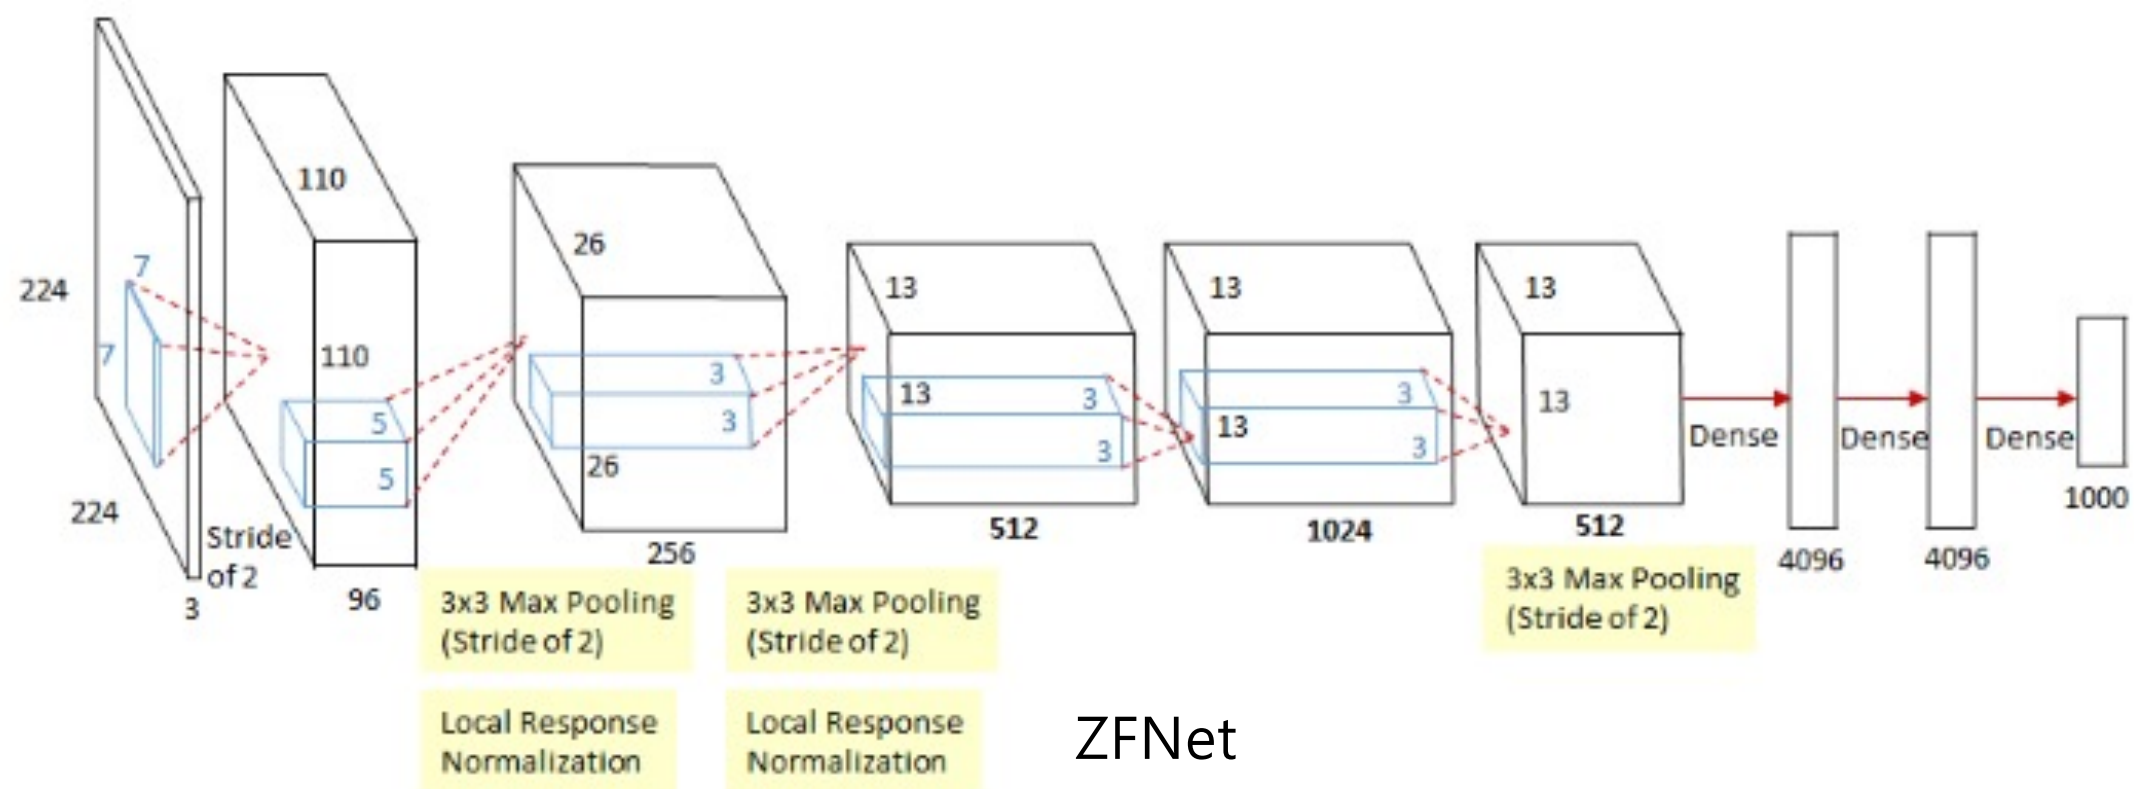 224
224
3
7
7
Stride
of 2
110
110
96
5
5
3x3 Max Pooling
(Stride of 2)
Local Response
Normalization
26
26
256
3
3
3x3 Max Pooling
(Stride of 2)
Local Response
Normalization
13
13
512
3
3
13
13
1024
3
3
13
13
512
3x3 Max Pooling
(Stride of 2)
Dense
4096
Dense
4096
Dense
1000
ZFNet